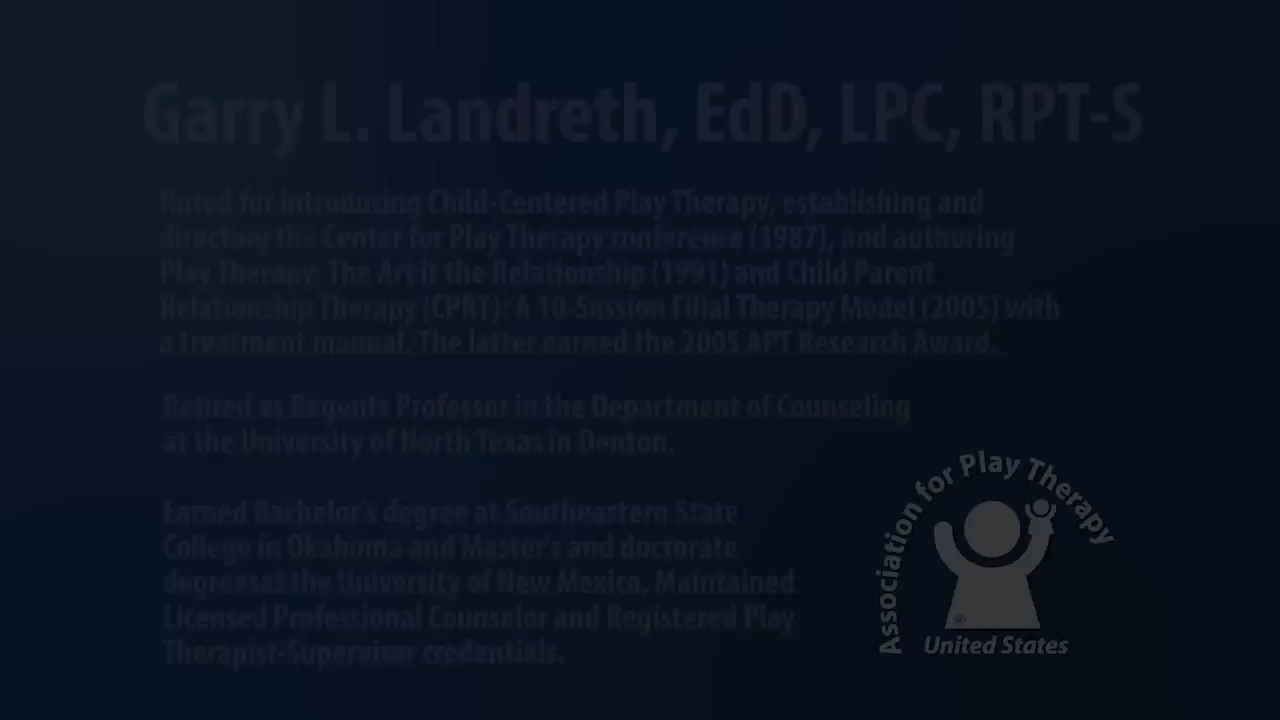 Garry L. Landreth, EdD, LPC, RPT-S
Noted for introducing Child-Centered Play Therapy, establishing and
directing the Center for Play Therapy conference (1987), and authoring
Play Therapy: The Art if the Relationship (1991) and Child Parent
Relationship Therapy (CPRT): A 10-Session Filial Therapy Model (2005) with
a treatment manual. The latter earned the 2005 APT Research Award.
Retired as Regents Professor in the Department of Counseling
at the University of North Texas in Denton.
Earned Bachelor's degree at Southeastern State
College in Okahoma and Master's and doctorate
degreesat the University of New Mexico. Maintained
Licensed Professional Counselor and Registered Play
Therapist-Supervisor credentials.
Association for Play Therapy
®
United States